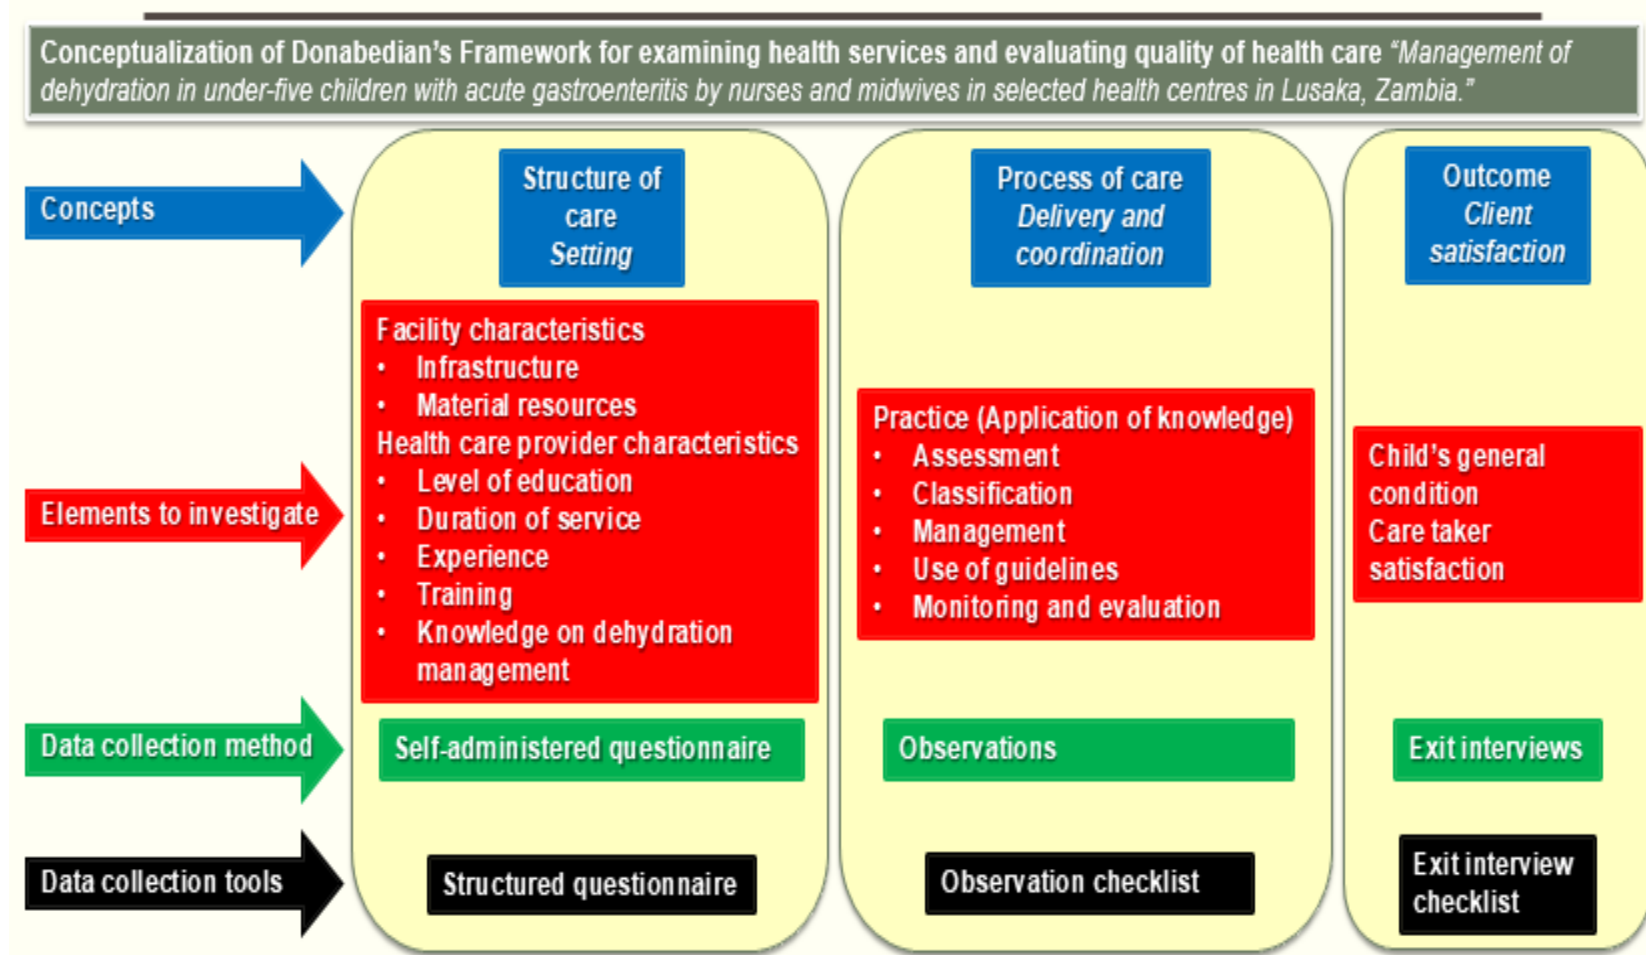 Conceptualization of Donabedian's Framework for examining health services and evaluating quality of health care “Management of
dehydration in under-five children with acute gastroenteritis by nurses and midwives in selected health centres in Lusaka, Zambia.”
Concepts
Structure of
care
Setting
Process of care
Delivery and
coordination
Outcome
Client
satisfaction
Elements to investigate
Facility characteristics
• Infrastructure
• Material resources
Health care provider characteristics
• Level of education
• Duration of service
• Experience
• Training
• Knowledge on dehydration
management
Practice (Application of knowledge)
• Assessment
• Classification
• Management
• Use of guidelines
• Monitoring and evaluation
Child's general
condition
Care taker
satisfaction
Data collection method
Self-administered questionnaire
Observations
Exit interviews
Data collection tools
Structured questionnaire
Observation checklist
Exit interview
checklist